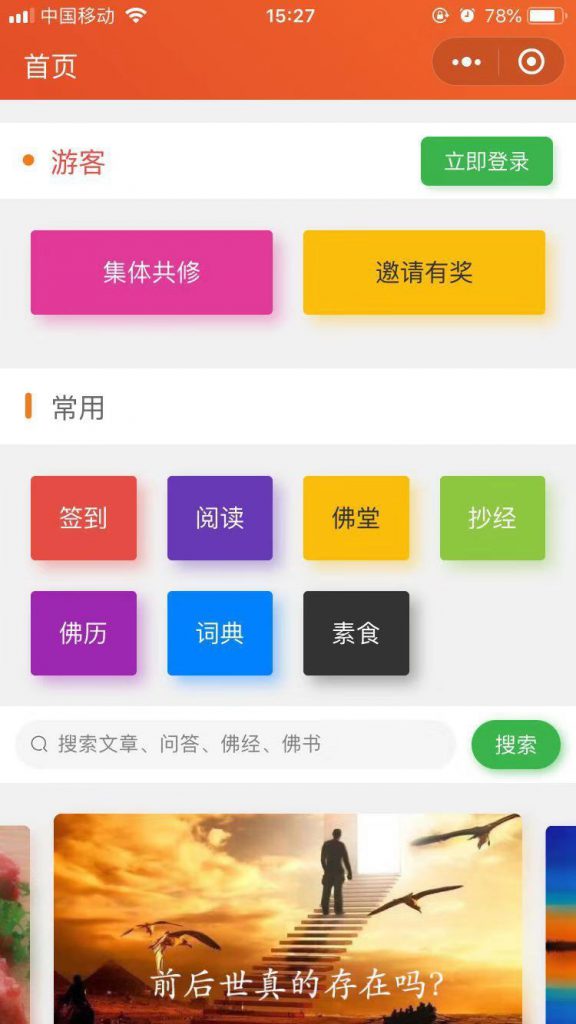 中国移动 15:27 78%
首页
游客 立即登录
集体共修 邀请有奖
常用
签到 阅读 佛堂 抄经
佛历 词典 素食
搜索文章、问答、佛经、佛书 搜索
前后世真的存在吗?